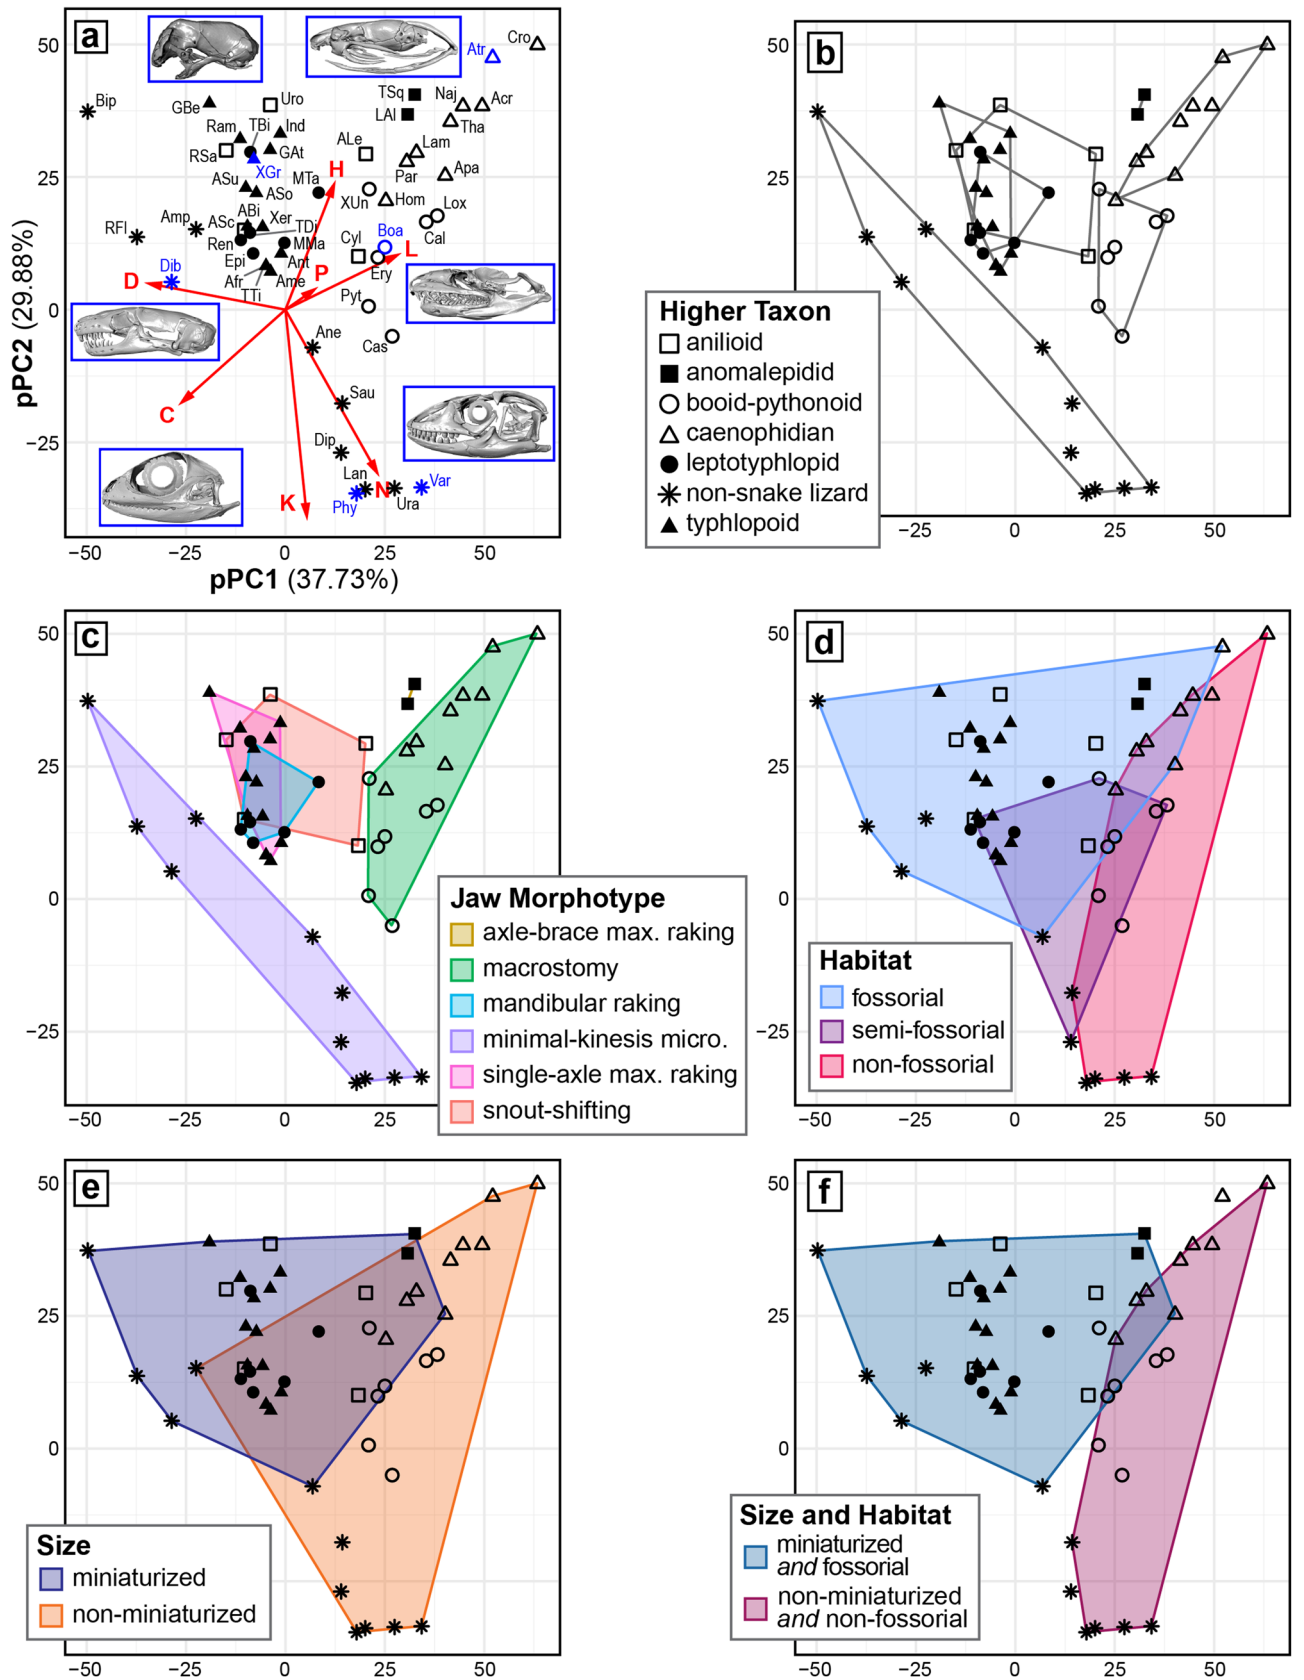 a
50
25
0
−25
−50
−25
0
25
50
pPC2 (29.88%)
pPC1 (37.73%)
Cro
Atr
Bip
GBe
Uro
TSq
Naj
Acr
LAl
Tha
Ram
TBi
Ind
ALe
Lam
RSa
GAt
XGr
Par
Apa
H
ASu
ASo
MTa
XUn
Hom
Lox
Amp
ASc
ABi
Xer
TDi
Cyl
Boa
Cal
RFl
Ren
MMa
L
Epi
Ant
Ery
Dib
D
Afr
Ame
P
TTi
Pyt
Ane
Cas
C
Sau
Dip
Lan
N
Var
K
Phy
Ura
b
50
25
−25
0
25
50
Higher Taxon
anilioid
anomalepidid
booid-pythonoid
caenophidian
leptotyphlopid
non-snake lizard
typhlopoid
c
50
25
0
−25
−50
−25
0
25
50
Jaw Morphotype
axle-brace max. raking
macrostomy
mandibular raking
minimal-kinesis micro.
single-axle max. raking
snout-shifting
d
50
25
0
−25
−50
−25
0
25
50
Habitat
fossorial
semi-fossorial
non-fossorial
e
50
25
0
−50
−25
0
25
50
Size
miniaturized
non-miniaturized
f
50
25
0
−50
−25
0
25
50
Size and Habitat
miniaturized
and fossorial
non-miniaturized
and non-fossorial